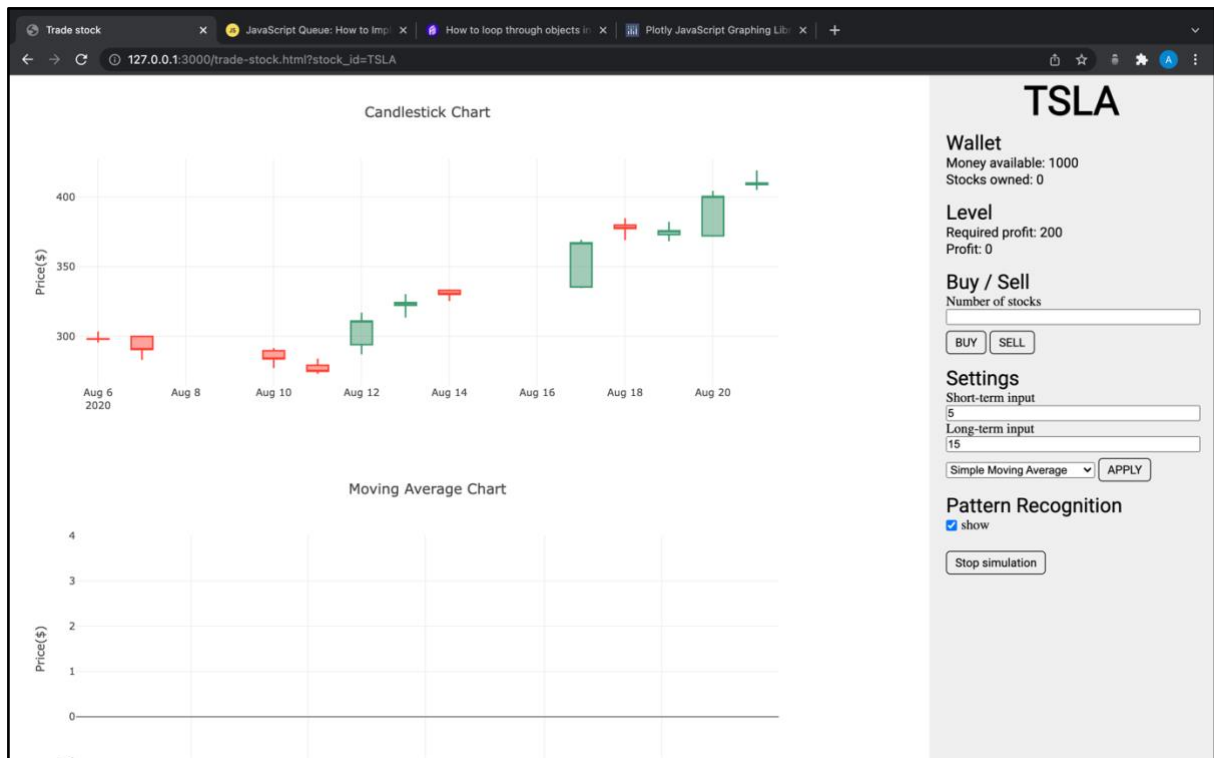 Trade stock
JavaScript Queue: How to Impl
How to loop through objects in
Plotly JavaScript Graphing Libr
127.0.0.1:3000/trade-stock.html?stock_id=TSLA
A
Candlestick Chart
Price($)
400
350
300
Aug 6
2020
Aug 8
Aug 10
Aug 12
Aug 14
Aug 16
Aug 18
Aug 20
Moving Average Chart
Price($)
4
3
2
1
0
TSLA
Wallet
Money available: 1000
Stocks owned: 0
Level
Required profit: 200
Profit: 0
Buy / Sell
Number of stocks
BUY SELL
Settings
Short-term input
5
Long-term input
15
Simple Moving Average APPLY
Pattern Recognition
show
Stop simulation